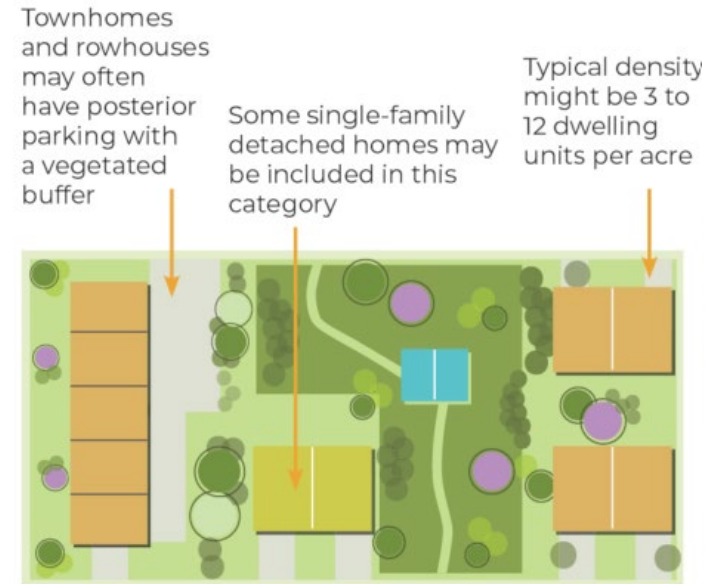 Townhomes
and rowhouses
may often
have posterior
parking with
a vegetated
buffer
Some single-family
detached homes may
be included in this
category
Typical density
might be 3 to
12 dwelling
units per acre